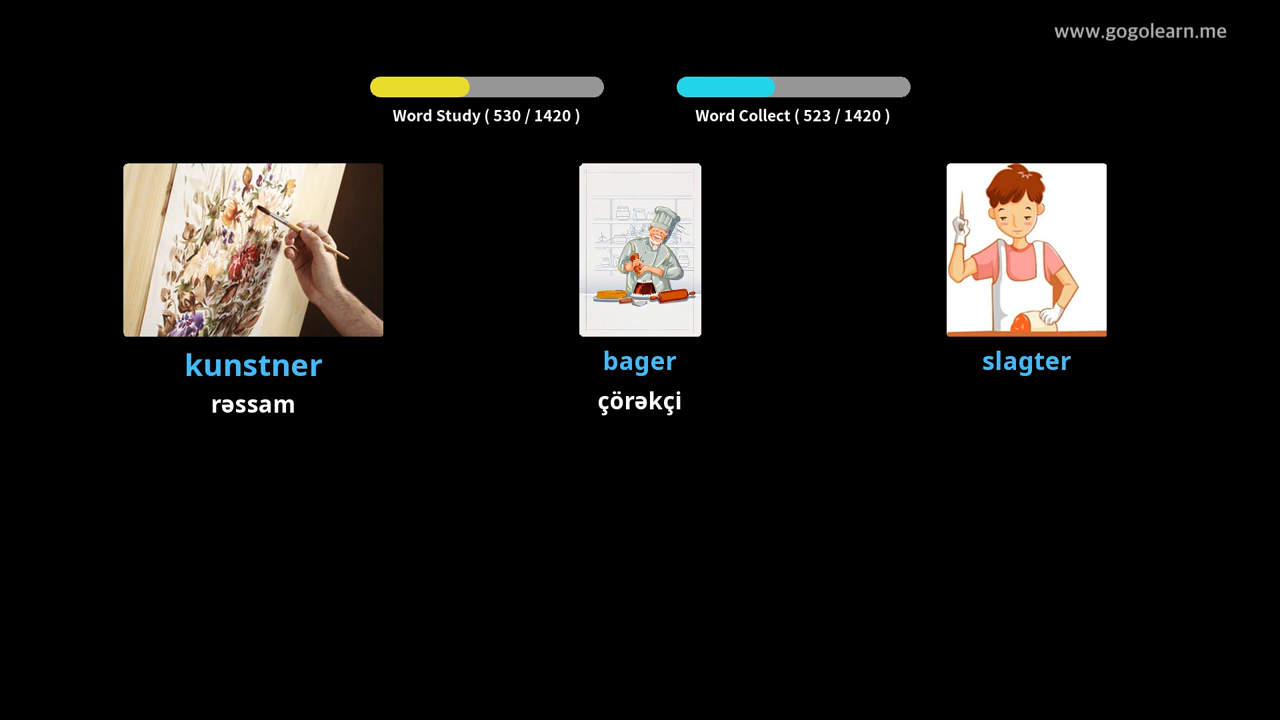 www.gogolearn.me
Word Study ( 530 / 1420 )
Word Collect ( 523 / 1420 )
kunstner
rəssam
bager
çörəkçi
slagter